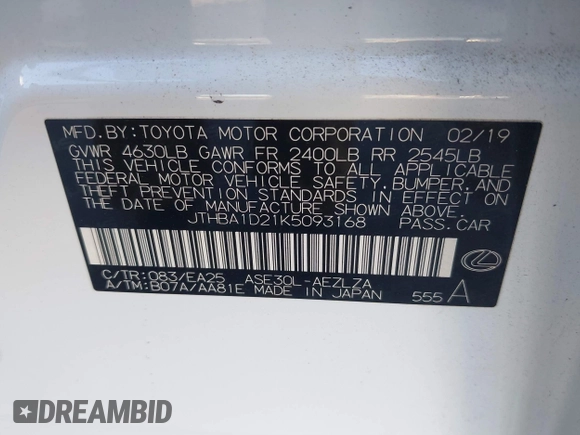 MFD.BY:TOYOTA MOTOR CORPORATION 02/19
GVWR 4630LB GAWR FR 2400LB RR 2545LB
THIS VEHICLE CONFORMS TO ALL APPLICABLE
FEDERAL MOTOR VEHICLE SAFETY,BUMPER,AND
THEFT PREVENTION STANDARDS IN EFFECT ON
THE DATE OF MANUFACTURE SHOWN ABOVE.
JTHBA1D21K5093168 PASS.CAR
C/TR:083/EA25 ASE30L-AEZLZA
A/TM:B07A/AA81E MADE IN JAPAN 555 A
DREAMBID